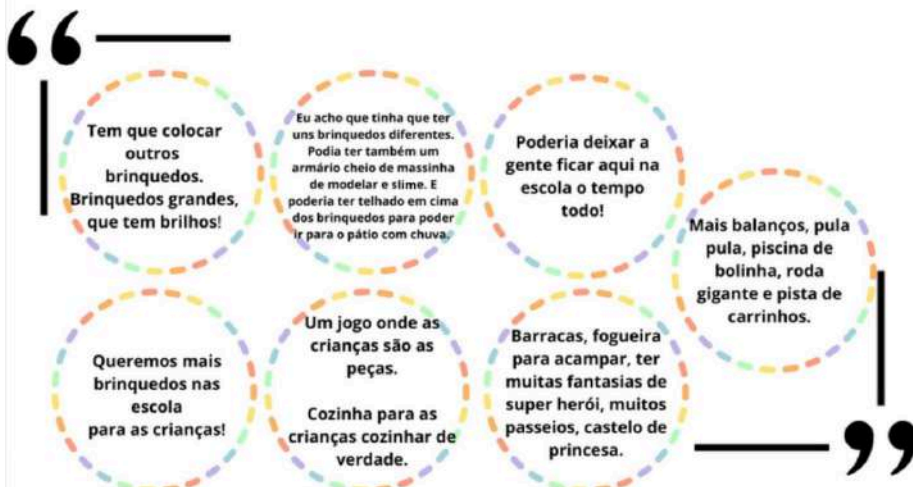 “
Tem que colocar
outros
brinquedos.
Brinquedos grandes,
que tem brilhos!
Eu acho que tinha que ter
uns brinquedos diferentes.
Podia ter também um
armário cheio de massinha
de modelar e slime. E
poderia ter telhado em cima
dos brinquedos para poder
ir para o pátio com chuva.
Poderia deixar a
gente ficar aqui na
escola o tempo
todo!
Mais balanços, pula
pula, piscina de
bolinha, roda
gigante e pista de
carrinhos.
Queremos mais
brinquedos nas
escola
para as crianças!
Um jogo onde as
crianças são as
peças.
Cozinha para as
crianças cozinhar de
verdade.
Barracas, fogueira
para acampar, ter
muitas fantasias de
super herói, muitos
passeios, castelo de
princesa.
”